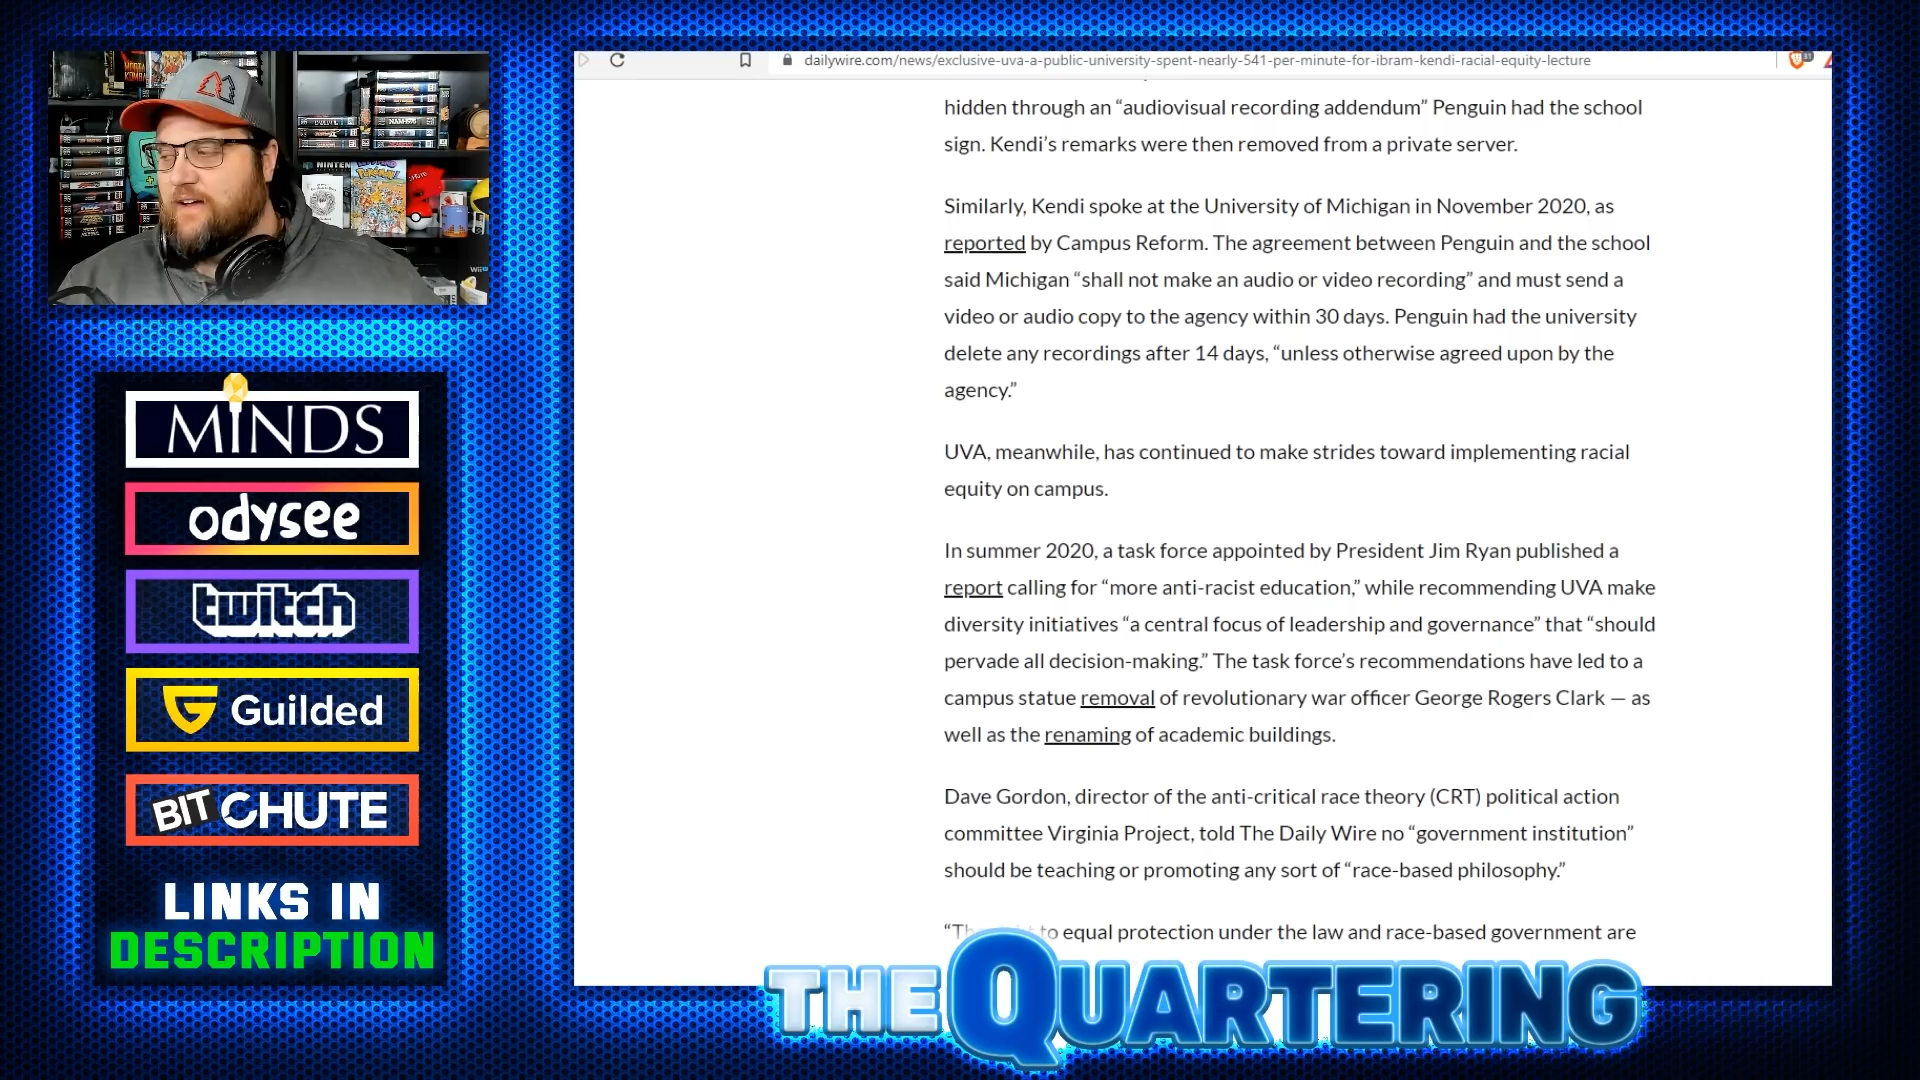 dailywire.com/news/exclusive-uva-a-public-university-spent-nearly-541-per-minute-for-ibram-kendi-racial-equity-lecture
hidden through an “audiovisual recording addendum” Penguin had the school
sign. Kendi’s remarks were then removed from a private server.
Similarly, Kendi spoke at the University of Michigan in November 2020, as
reported by Campus Reform. The agreement between Penguin and the school
said Michigan “shall not make an audio or video recording” and must send a
video or audio copy to the agency within 30 days. Penguin had the university
delete any recordings after 14 days, “unless otherwise agreed upon by the
agency.”
UVA, meanwhile, has continued to make strides toward implementing racial
equity on campus.
In summer 2020, a task force appointed by President Jim Ryan published a
report calling for “more anti-racist education,” while recommending UVA make
diversity initiatives “a central focus of leadership and governance” that “should
pervade all decision-making.” The task force’s recommendations have led to a
campus statue removal of revolutionary war officer George Rogers Clark — as
well as the renaming of academic buildings.
Dave Gordon, director of the anti-critical race theory (CRT) political action
committee Virginia Project, told The Daily Wire no “government institution”
should be teaching or promoting any sort of “race-based philosophy.”
to equal protection under the law and race-based government are
MINDS
odysee
twitch
Guilded
BITCHUTE
LINKS IN
DESCRIPTION
THE QUARTERING